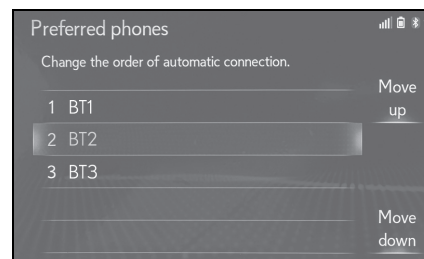 Preferred phones
Change the order of automatic connection.
Move
up
1 BT1
2 BT2
3 BT3
Move
down